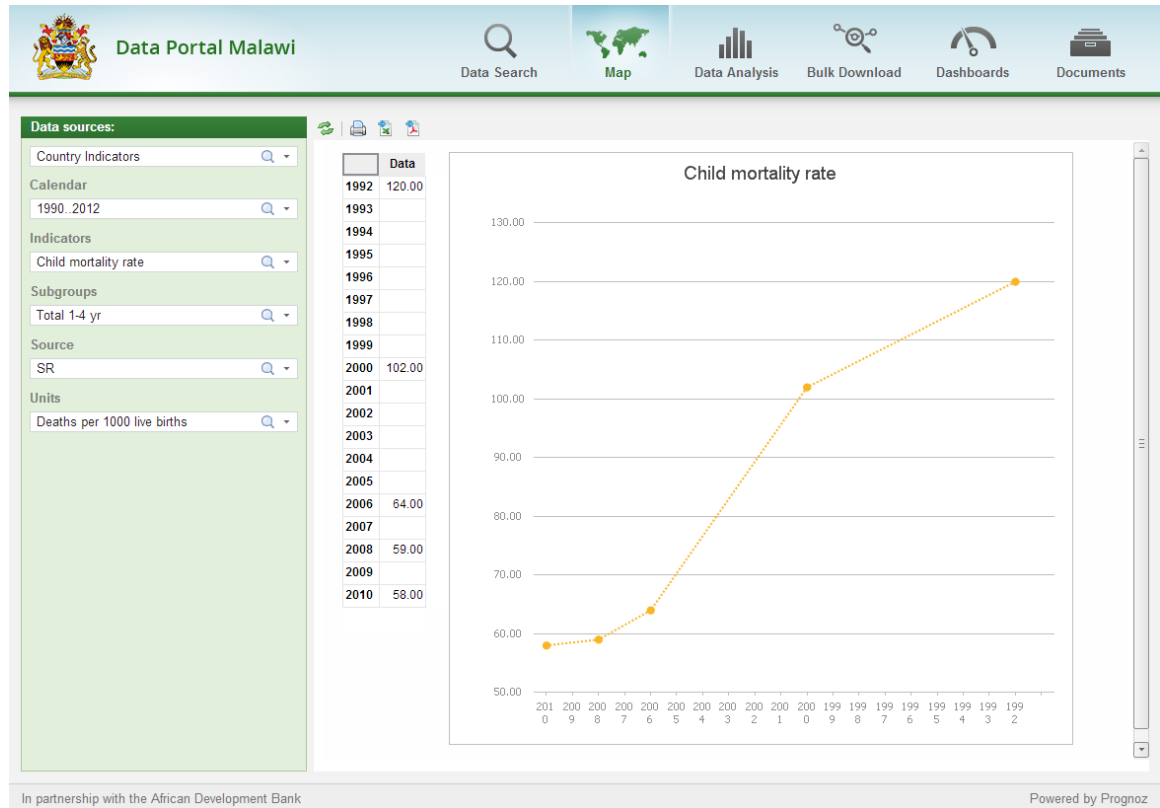 Data Portal Malawi
Data Search
Map
Data Analysis
Bulk Download
Dashboards
Documents
Data sources:
Country Indicators
Calendar
1990..2012
Indicators
Child mortality rate
Subgroups
Total 1-4 yr
Source
SR
Units
Deaths per 1000 live births
Data
1992 120.00
1993
1994
1995
1996
1997
1998
1999
2000 102.00
2001
2002
2003
2004
2005
2006 64.00
2007
2008 59.00
2009
2010 58.00
Child mortality rate
130.00
120.00
110.00
100.00
90.00
80.00
70.00
60.00
50.00
201 200 200 200 200 200 200 200 200 200 200 199 199 199 199 199 199 199 199
0 9 8 7 6 5 4 3 2 1 0 9 8 7 6 5 4 3 2
In partnership with the African Development Bank
Powered by Prognoz